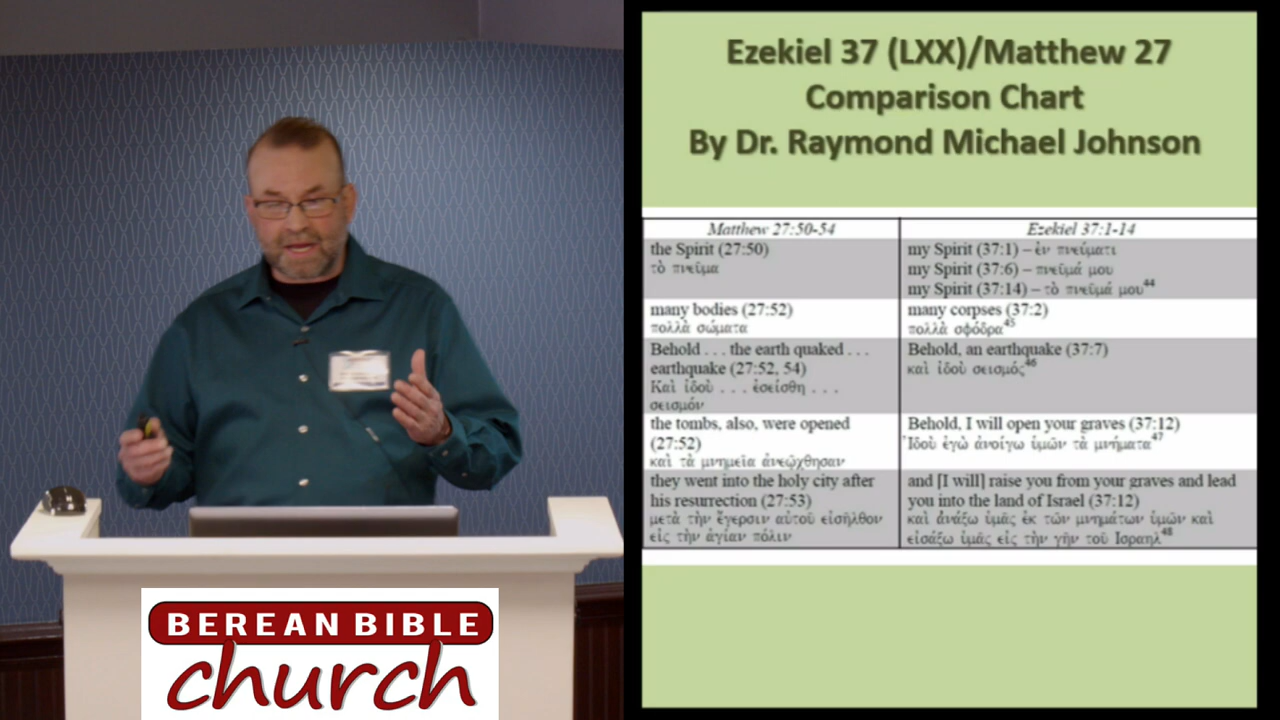 Ezekiel 37 (LXX)/Matthew 27
Comparison Chart
By Dr. Raymond Michael Johnson
Matthew 27:50-54
Ezekiel 37:1-14
the Spirit (27:50)
τὸ πνεῦμα
my Spirit (37:1) – ἐν πνεύματι
my Spirit (37:6) – πνεῦμά μου
my Spirit (37:14) – τὸ πνεῦμά μου44
many bodies (27:52)
πολλὰ σώματα
many corpses (37:2)
πολλὰ σφόδρα45
Behold . . . the earth quaked . . .
earthquake (27:52, 54)
Καὶ ἰδοὺ . . . ἐσείσθη . . .
σεισμόν
Behold, an earthquake (37:7)
καὶ ἰδοὺ σεισμός46
the tombs, also, were opened
(27:52)
καὶ τὰ μνημεῖα ἀνεῴχθησαν
Behold, I will open your graves (37:12)
Ἰδοὺ ἐγὼ ἀνοίγω ὑμῶν τὰ μνήματα47
they went into the holy city after
his resurrection (27:53)
μετὰ τὴν ἔγερσιν αὐτοῦ εἰσῆλθον
εἰς τὴν ἁγίαν πόλιν
and [I will] raise you from your graves and lead
you into the land of Israel (37:12)
καὶ ἀνάξω ὑμᾶς ἐκ τῶν μνημάτων ὑμῶν καὶ
εἰσάξω ὑμᾶς εἰς τὴν γῆν τοῦ Ισραηλ48
BEREAN BIBLE
church